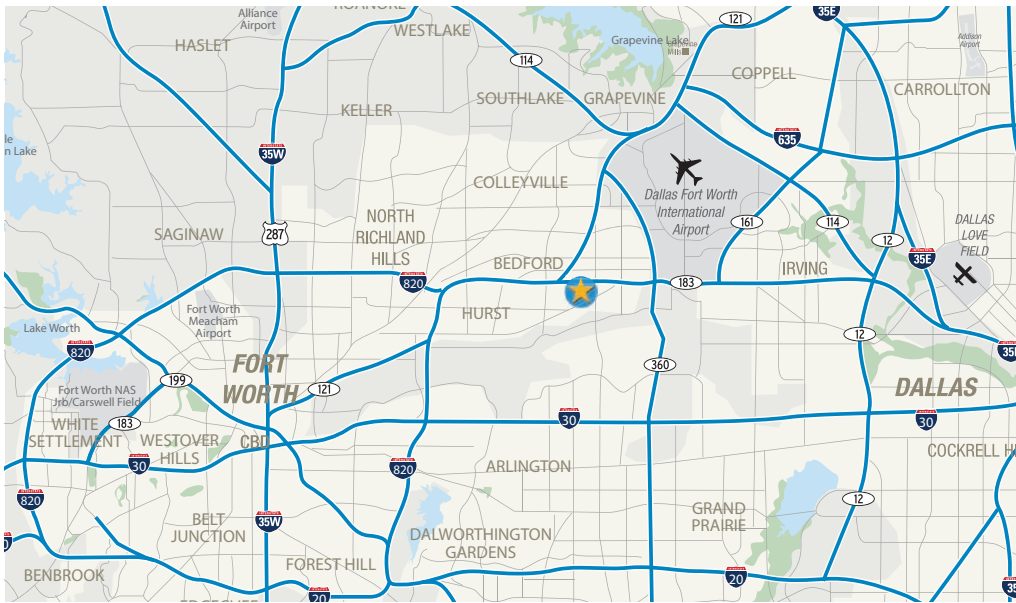 ROANOKE
Alliance
Airport
WESTLAKE
HASLET
121
35E
Grapevine Lake
Grapevine
Mills
Addison
Airport
114
COPPELL
KELLER
SOUTHLAKE
GRAPEVINE
CARROLLTON
635
35W
COLLEYVILLE
Dallas Fort Worth
International
Airport
NORTH
RICHLAND
HILLS
287
SAGINAW
161
114
12
DALLAS
LOVE
FIELD
35E
BEDFORD
IRVING
820
183
HURST
Fort Worth
Meacham
Airport
Lake Worth
820
12
360
FORT
WORTH
199
121
Fort Worth NAS
Jrb/Carswell Field
DALLAS
183
WHITE
SETTLEMENT
WESTOVER
HILLS
CBD
30
30
30
820
ARLINGTON
820
12
GRAND
PRAIRIE
BELT
JUNCTION
35W
DALWORTHINGTON
GARDENS
FOREST HILL
BENBROOK
20
20